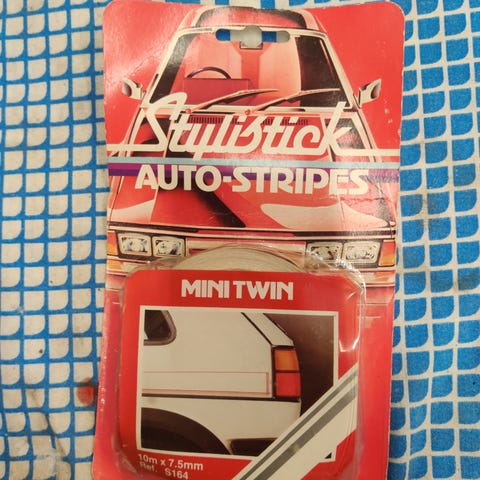 Stylistick
AUTO-STRIPES
MINI TWIN
10m x 7.5mm
Ref. S164